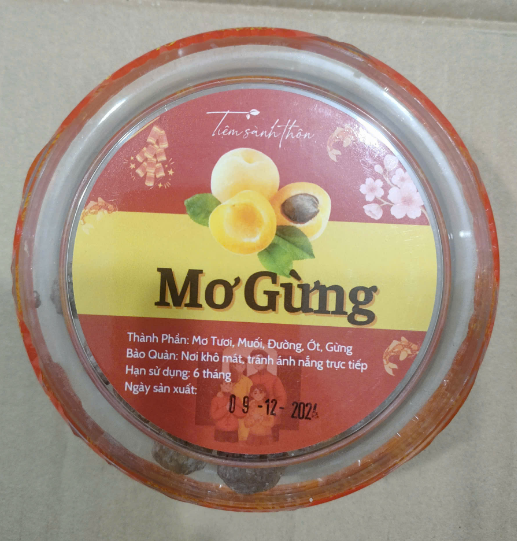 Tiệm sành thôn
Mơ Gừng
Thành Phần: Mơ Tươi, Muối, Đường, Ớt, Gừng
Bảo Quản: Nơi khô mát, tránh ánh nắng trực tiếp
Hạn sử dụng: 6 tháng
Ngày sản xuất:
09-12-2024